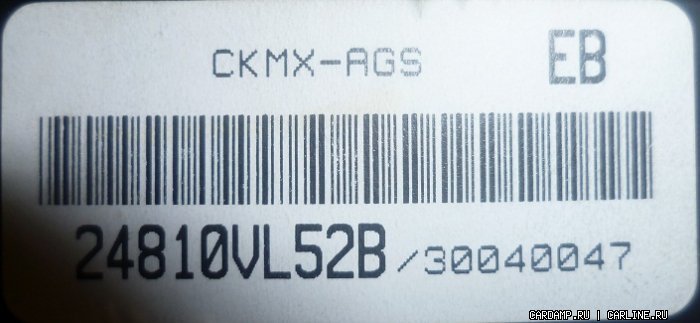 CKMX-AGS EB
24810VL52B/30040047
CARDAMP.RU | CARLINE.RU